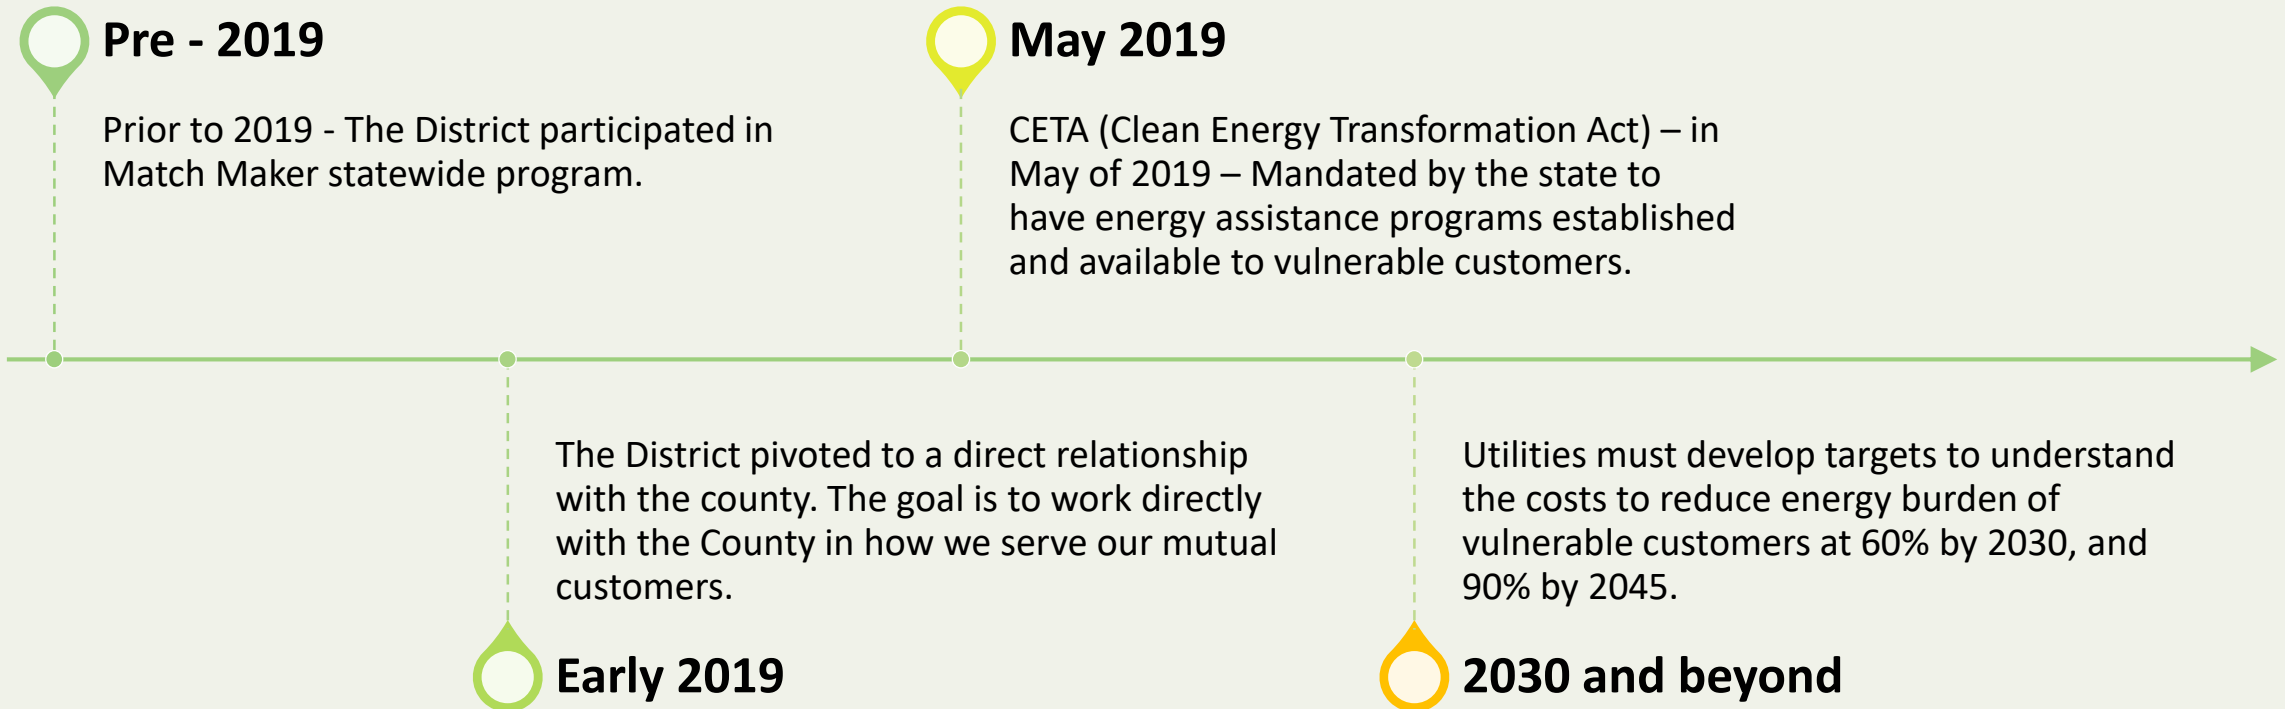 Pre - 2019
Prior to 2019 - The District participated in
Match Maker statewide program.
Early 2019
The District pivoted to a direct relationship
with the county. The goal is to work directly
with the County in how we serve our mutual
customers.
May 2019
CETA (Clean Energy Transformation Act) – in
May of 2019 – Mandated by the state to
have energy assistance programs established
and available to vulnerable customers.
2030 and beyond
Utilities must develop targets to understand
the costs to reduce energy burden of
vulnerable customers at 60% by 2030, and
90% by 2045.